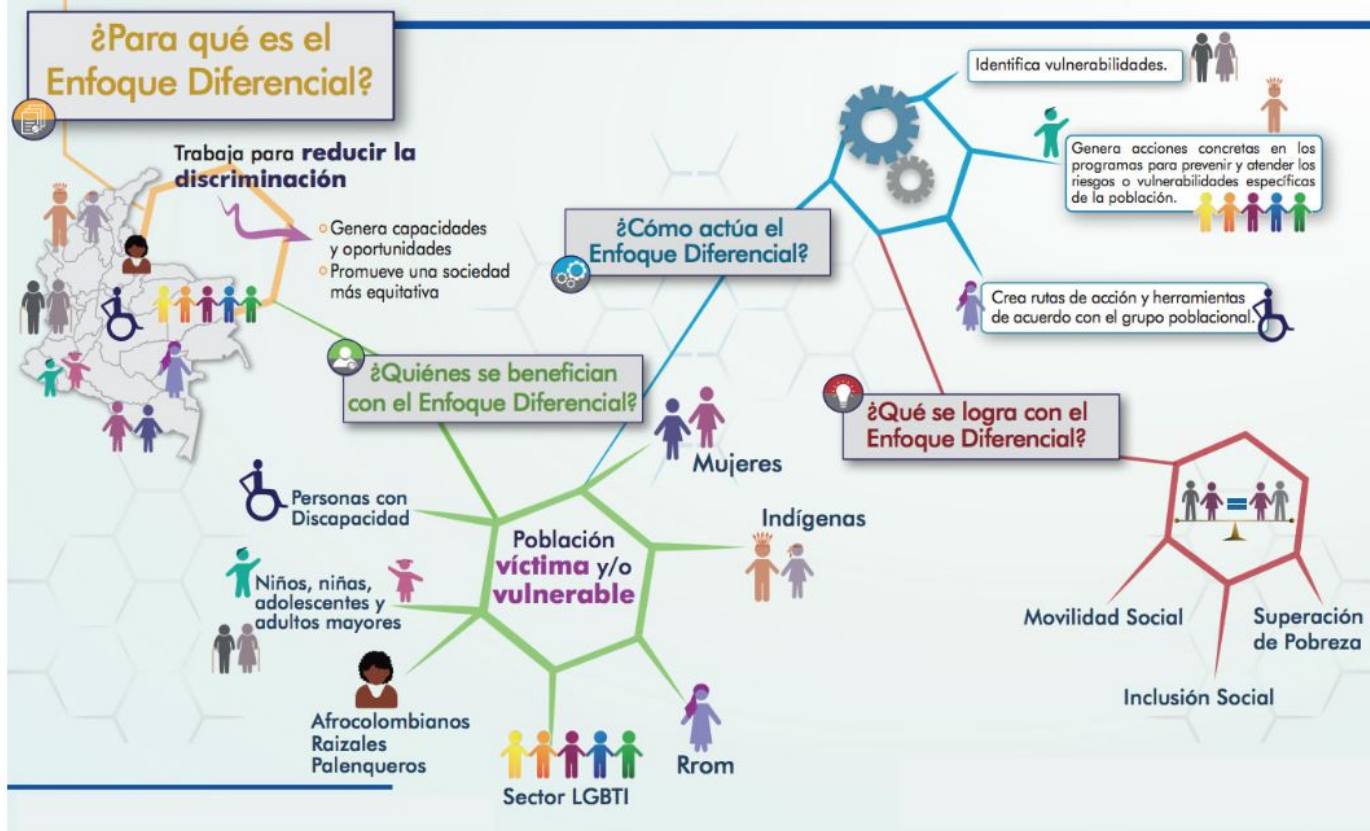 ¿Para qué es el
Enfoque Diferencial?
Trabaja para reducir la
discriminación
Genera capacidades
y oportunidades
Promueve una sociedad
más equitativa
¿Quiénes se benefician
con el Enfoque Diferencial?
Población
víctima y/o
vulnerable
Mujeres
Indígenas
Rrom
Sector LGBTI
Afrocolombianos
Raizales
Palenqueros
Niños, niñas,
adolescentes y
adultos mayores
Personas con
Discapacidad
¿Cómo actúa el
Enfoque Diferencial?
Identifica vulnerabilidades.
Genera acciones concretas en los
programas para prevenir y atender los
riesgos o vulnerabilidades específicas
de la población.
Crea rutas de acción y herramientas
de acuerdo con el grupo poblacional.
¿Qué se logra con el
Enfoque Diferencial?
Movilidad Social
Inclusión Social
Superación
de Pobreza